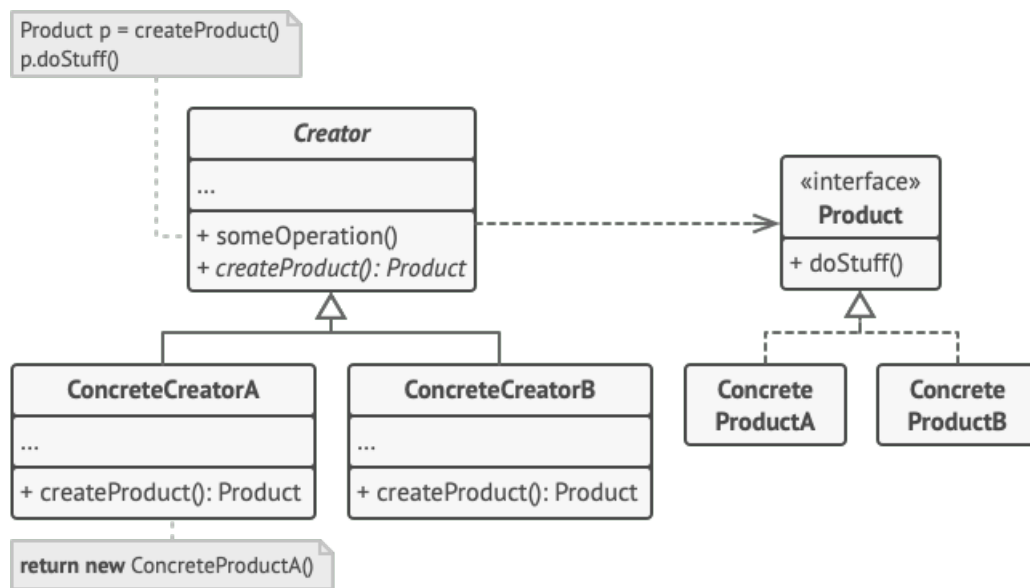 Product p = createProduct()
p.doStuff()
Creator
...
+ someOperation()
+ createProduct(): Product
«interface»
Product
+ doStuff()
ConcreteCreatorA
...
+ createProduct(): Product
ConcreteCreatorB
...
+ createProduct(): Product
Concrete
ProductA
Concrete
ProductB
return new ConcreteProductA()